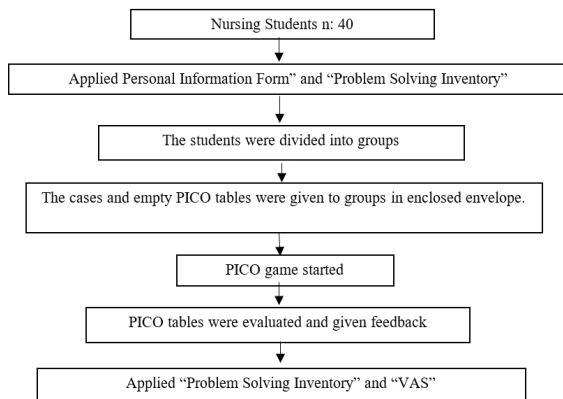 Nursing Students n: 40
Applied Personal Information Form” and “Problem Solving Inventory”
The students were divided into groups
The cases and empty PICO tables were given to groups in enclosed envelope.
PICO game started
PICO tables were evaluated and given feedback
Applied “Problem Solving Inventory” and “VAS”